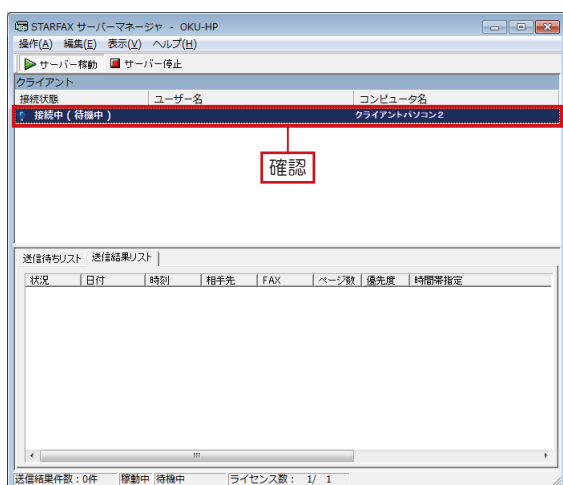 STARFAX サーバーマネージャ - OKU-HP
操作(A) 編集(E) 表示(V) ヘルプ(H)
サーバー稼動 サーバー停止
クライアント
接続状態 ユーザー名 コンピュータ名
接続中 ( 待機中 ) クライアントパソコン2
確認
送信待ちリスト 送信結果リスト
状況 日付 時刻 相手先 FAX ページ数 優先度 時間帯指定
送信結果件数:0件 稼動中 待機中 ライセンス数: 1/ 1